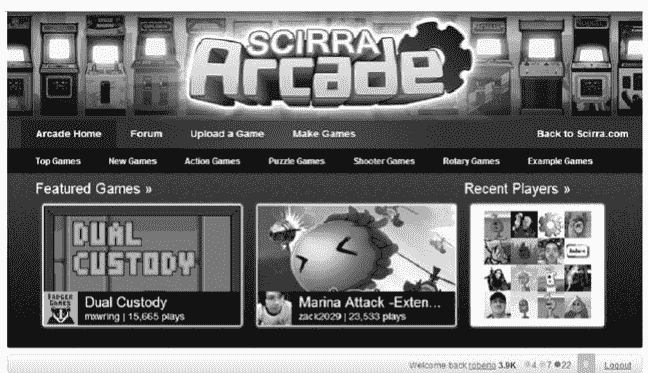 SCIRRA
Arcade
Arcade Home Forum Upload a Game Make Games Back to Scirra.com
Top Games New Games Action Games Puzzle Games Shooter Games Rotary Games Example Games
Featured Games » Recent Players »
DUAL
CUSTODY
Dual Custody
mxwring | 15,665 plays
Marina Attack -Exten...
zack2029 | 23,533 plays
Welcome back roberto 3.9K 4 7 22 Logout